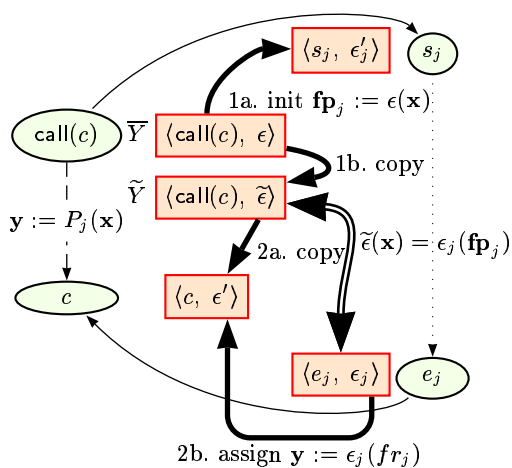 ⟨s_j, ϵ′_j⟩
s_j
1a. init fp_j := ϵ(x)
call(c)
Y̅
⟨call(c), ϵ⟩
1b. copy
Ỹ
⟨call(c), ϵ̃⟩
y := P_j(x)
2a. copy
ϵ̃(x) = ϵ_j(fp_j)
c
⟨c, ϵ′⟩
⟨e_j, ϵ_j⟩
e_j
2b. assign y := ϵ_j(fr_j)